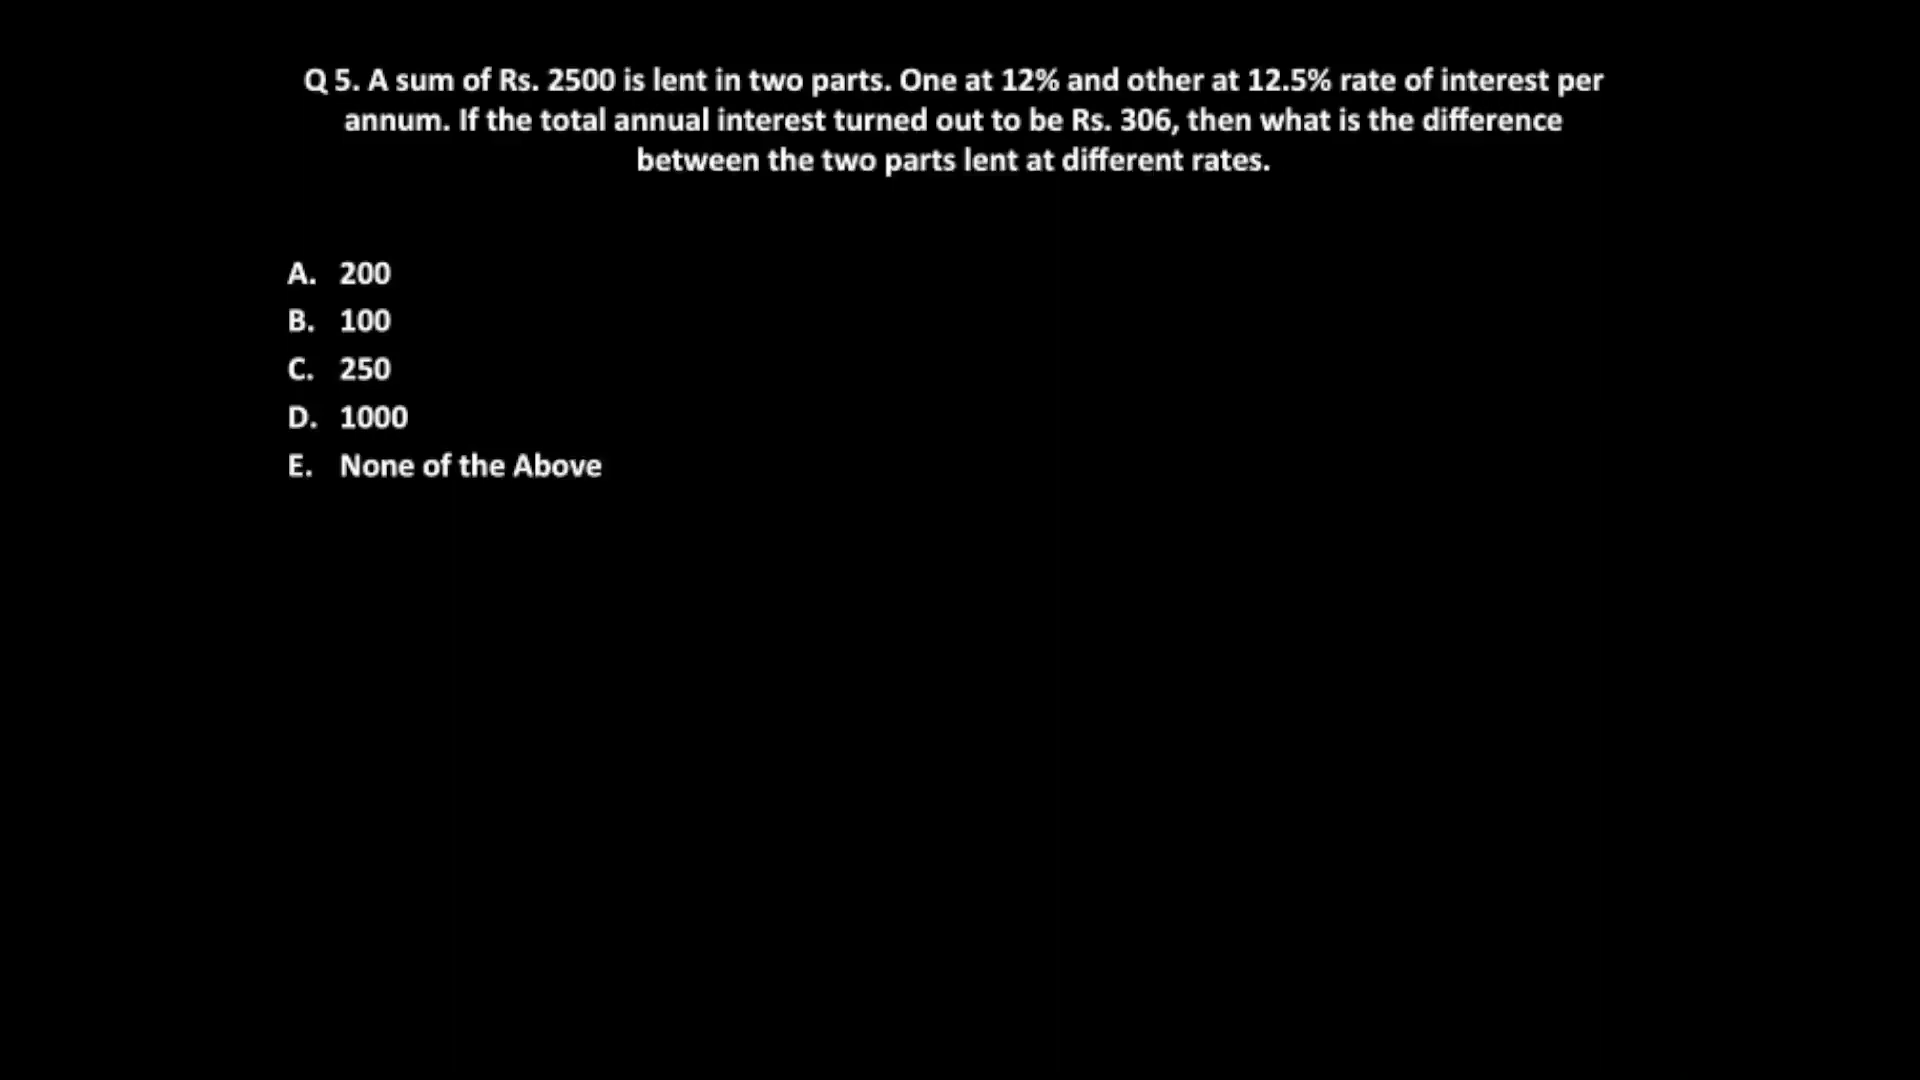 Q 5. A sum of Rs. 2500 is lent in two parts. One at 12% and other at 12.5% rate of interest per
annum. If the total annual interest turned out to be Rs. 306, then what is the difference
between the two parts lent at different rates.
A. 200
B. 100
C. 250
D. 1000
E. None of the Above